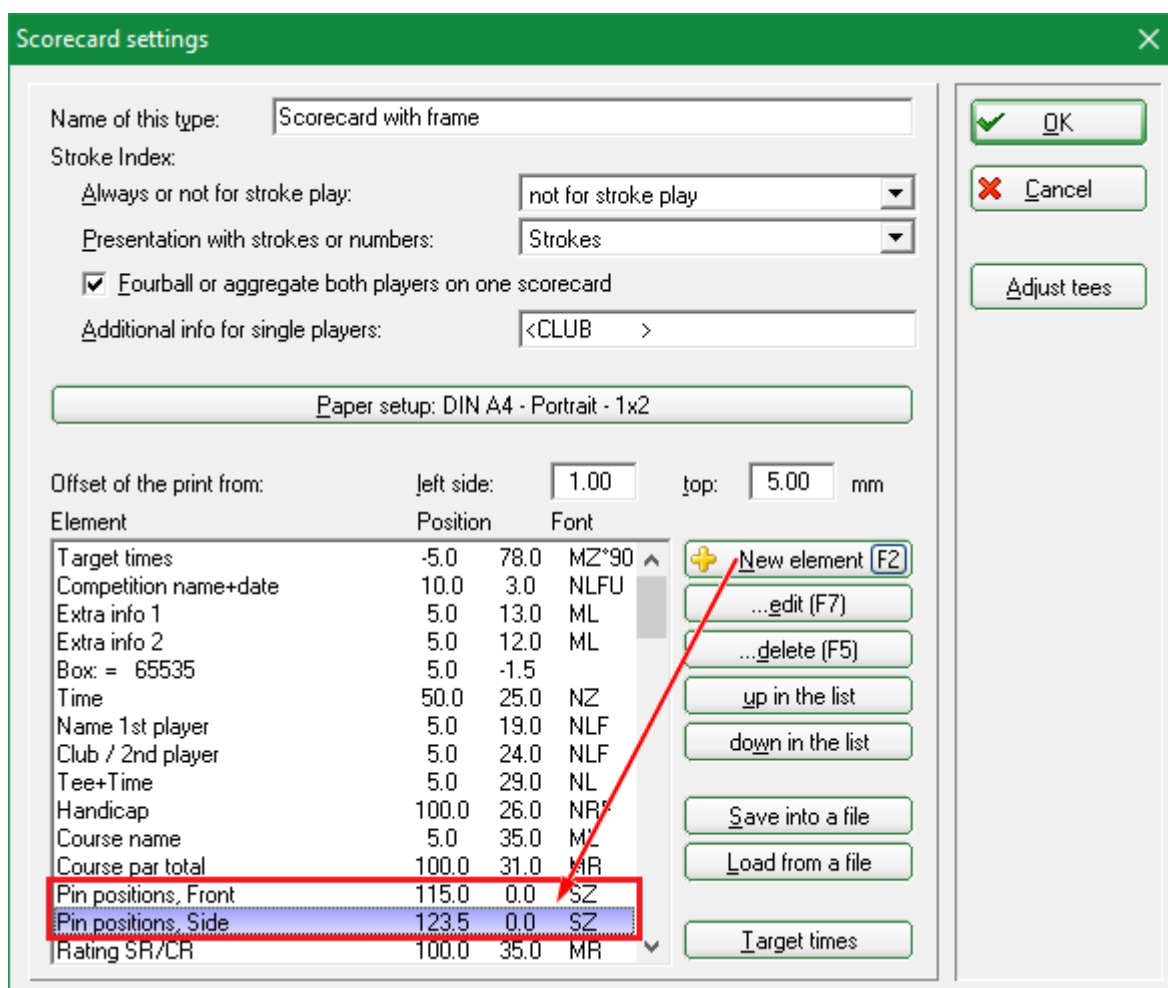 Scorecard settings
Name of this type: Scorecard with frame
OK
Stroke Index:
Always or not for stroke play: not for stroke play
Cancel
Presentation with strokes or numbers: Strokes
Fourball or aggregate both players on one scorecard
Adjust tees
Additional info for single players: <CLUB >
Paper setup: DIN A4 - Portrait - 1x2
Offset of the print from: left side: 1.00 top: 5.00 mm
Element Position Font
Target times -5.0 78.0 MZ*90
New element (F2)
Competition name+date 10.0 3.0 NLFU
Extra info 1 5.0 13.0 ML
...edit (F7)
Extra info 2 5.0 12.0 ML
...delete (F5)
Box: = 65535 5.0 -1.5
Time 50.0 25.0 NZ
up in the list
Name 1st player 5.0 19.0 NLF
Club / 2nd player 5.0 24.0 NLF
down in the list
Tee+Time 5.0 29.0 NL
Handicap 100.0 26.0 NRF
Save into a file
Course name 5.0 35.0 ML
Course par total 100.0 31.0 MR
Load from a file
Pin positions, Front 115.0 0.0 SZ
Pin positions, Side 123.5 0.0 SZ
Target times
Rating SR/CR 100.0 35.0 MR